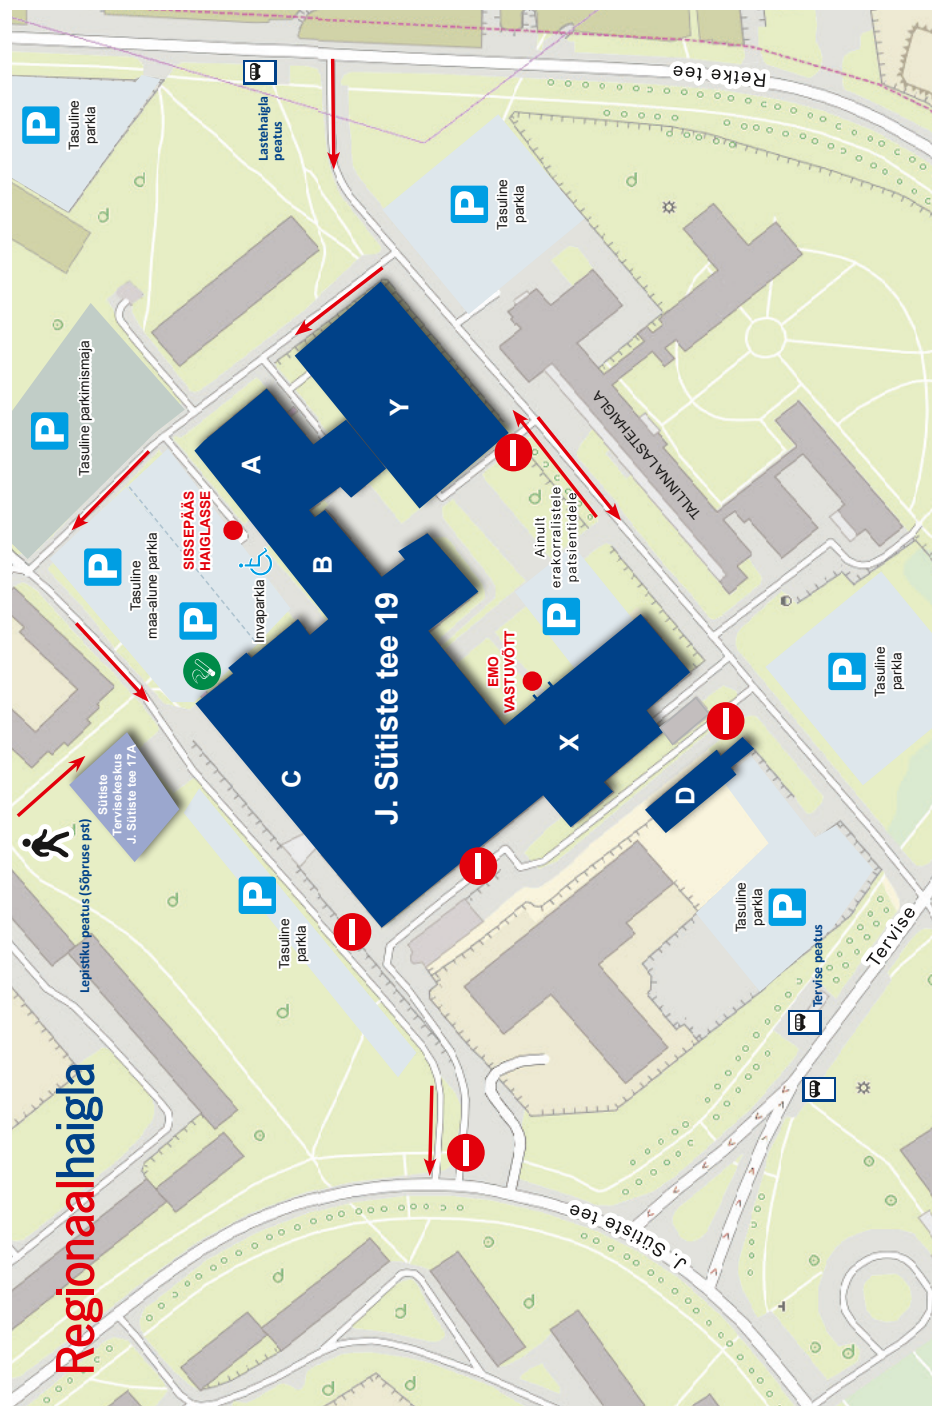 Regionaalhaigla
Lepistiku peatus (Sõpruse pst)
Sütiste
Tervisekeskus
J. Sütiste tee 17A
P
Tasuline
parkla
P
Tasuline parkimismaja
P
Tasuline
maa-alune parkla
P
SISSEPÄÄS
HAIGLASSE
Invaparkla
P
Tasuline
parkla
Lastehaigla
peatus
A
B
C
J. Sütiste tee 19
Y
X
D
EMO
VASTUVÕTT
P
Ainult
erakorralistele
patsientidele
P
Tasuline
parkla
TALLINNA LASTEHAIGLA
Retke tee
P
Tasuline
parkla
Tasuline
parkla
P
Tervise peatus
Tervise
J. Sütiste tee